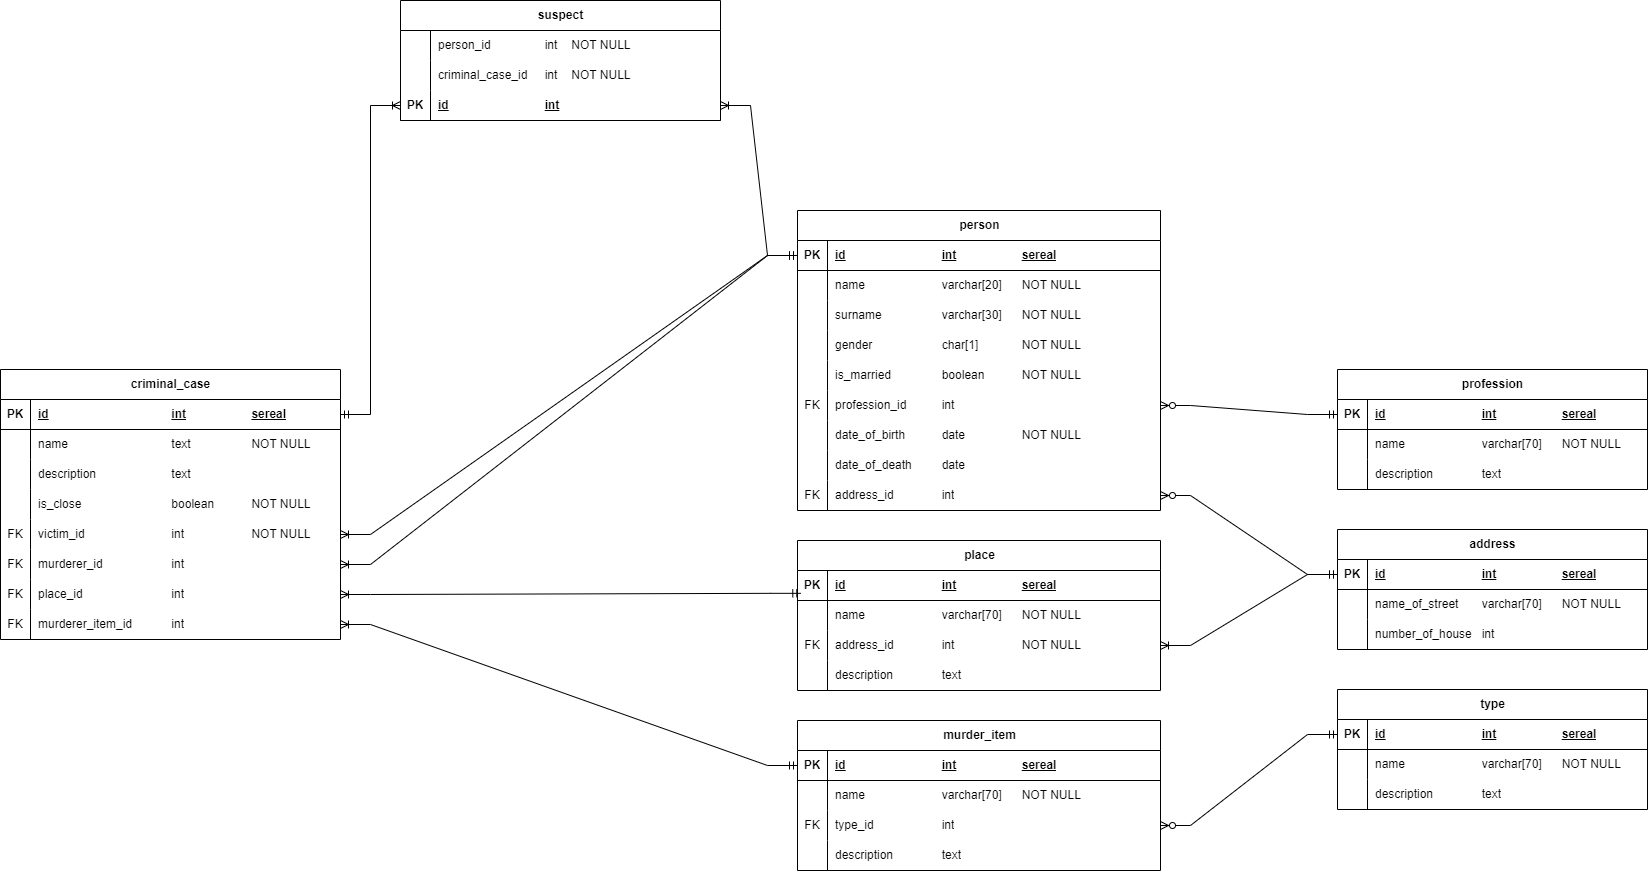 suspect
person_id int NOT NULL
criminal_case_id int NOT NULL
PK id int
person
PK id int sereal
name varchar[20] NOT NULL
surname varchar[30] NOT NULL
gender char[1] NOT NULL
is_married boolean NOT NULL
FK profession_id int
date_of_birth date NOT NULL
date_of_death date
FK address_id int
criminal_case
PK id int sereal
name text NOT NULL
description text
is_close boolean NOT NULL
FK victim_id int NOT NULL
FK murderer_id int
FK place_id int
FK murderer_item_id int
profession
PK id int sereal
name varchar[70] NOT NULL
description text
place
PK id int sereal
name varchar[70] NOT NULL
FK address_id int NOT NULL
description text
address
PK id int sereal
name_of_street varchar[70] NOT NULL
number_of_house int
murder_item
PK id int sereal
name varchar[70] NOT NULL
FK type_id int
description text
type
PK id int sereal
name varchar[70] NOT NULL
description text